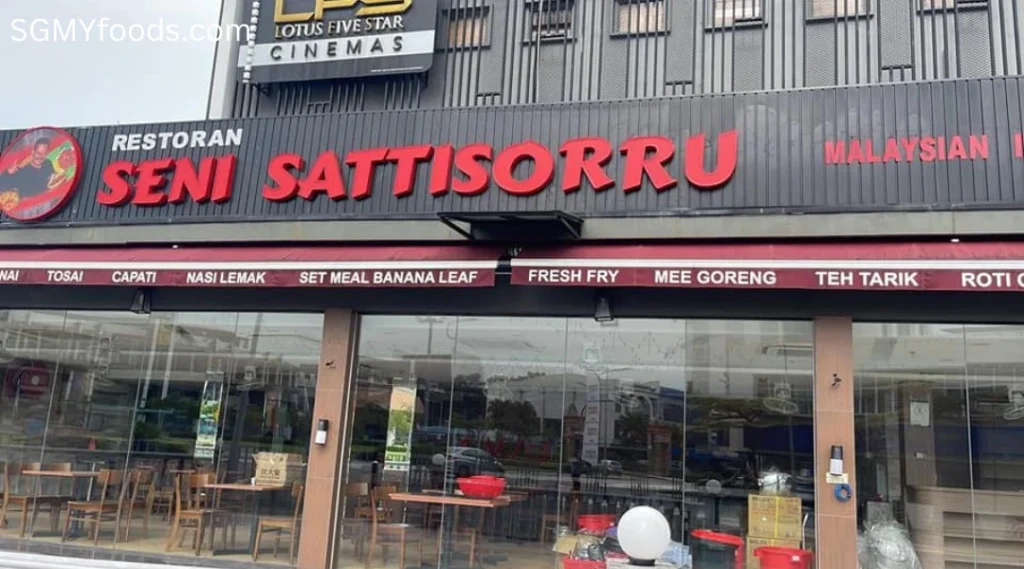 SGMYfoods.com
LFS
LOTUS FIVE STAR
CINEMAS
RESTORAN
SENI SATTISORRU
MALAYSIAN
NAI TOSAI CAPATI NASI LEMAK SET MEAL BANANA LEAF FRESH FRY MEE GORENG TEH TARIK ROTI